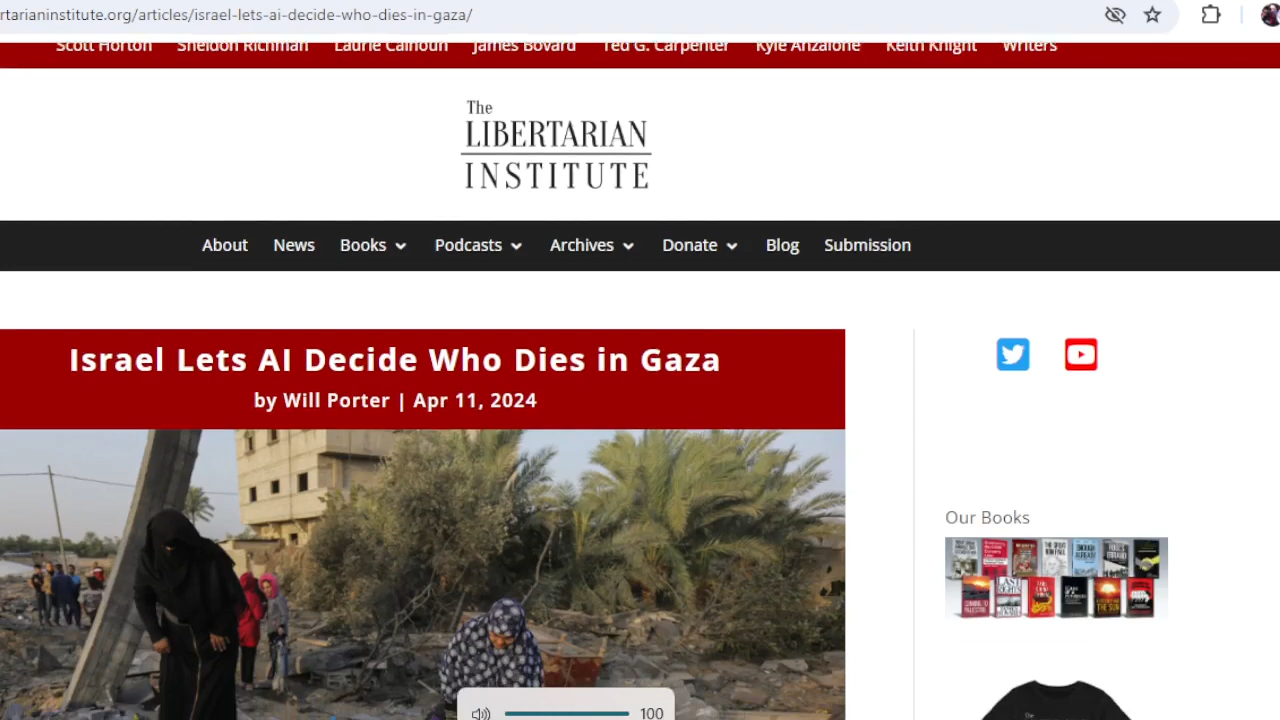 rtarianinstitute.org/articles/israel-lets-ai-decide-who-dies-in-gaza/
Scott Horton Sheldon Richman Laurie Calhoun James Bovard Ted G. Carpenter Kyle Anzalone Keith Knight Writers
The
LIBERTARIAN
INSTITUTE
About News Books Podcasts Archives Donate Blog Submission
Israel Lets AI Decide Who Dies in Gaza
by Will Porter | Apr 11, 2024
Our Books
100